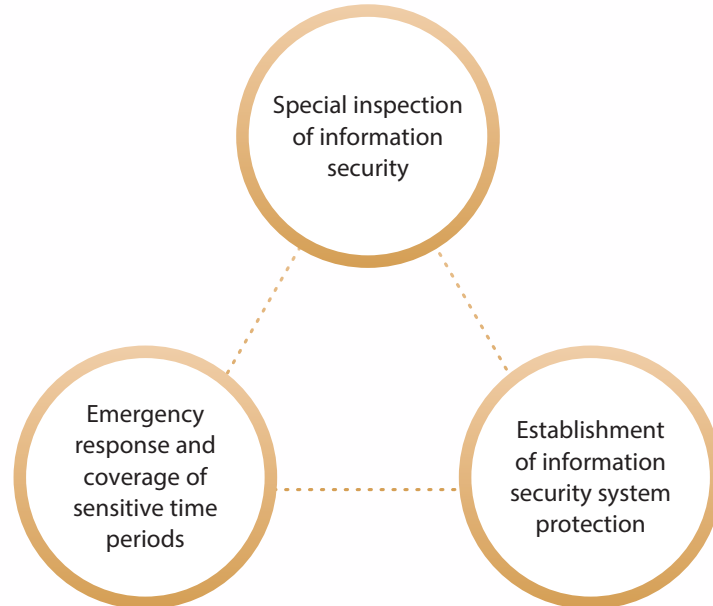 Special inspection
of information
security
Emergency
response and
coverage of
sensitive time
periods
Establishment
of information
security system
protection